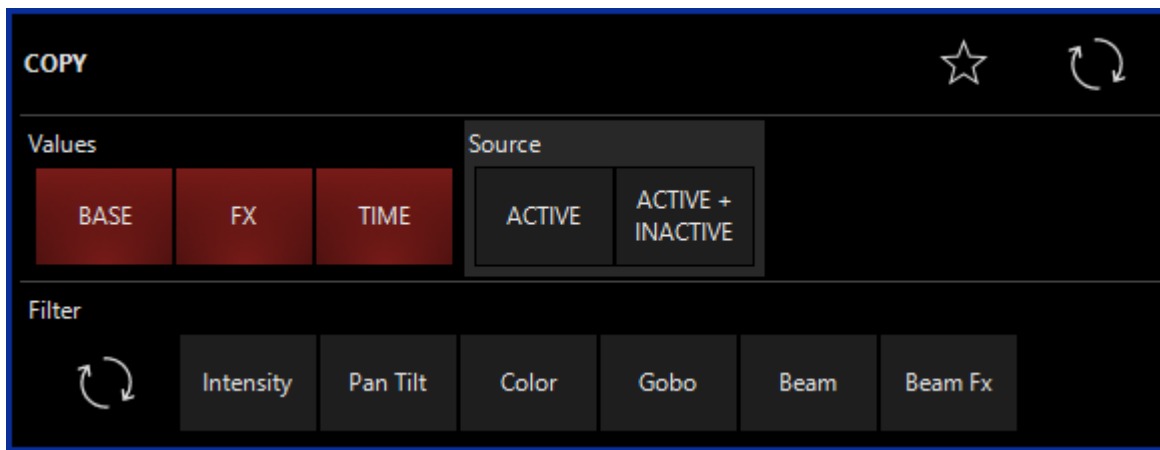 COPY
Values
Source
BASE
FX
TIME
ACTIVE
ACTIVE +
INACTIVE
Filter
Intensity
Pan Tilt
Color
Gobo
Beam
Beam Fx